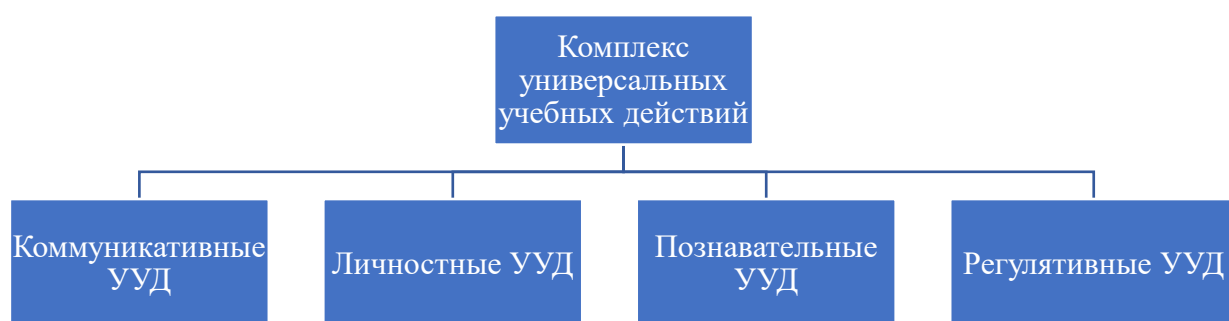 Комплекс
универсальных
учебных действий
Коммуникативные
УУД
Личностные УУД
Познавательные
УУД
Регулятивные УУД